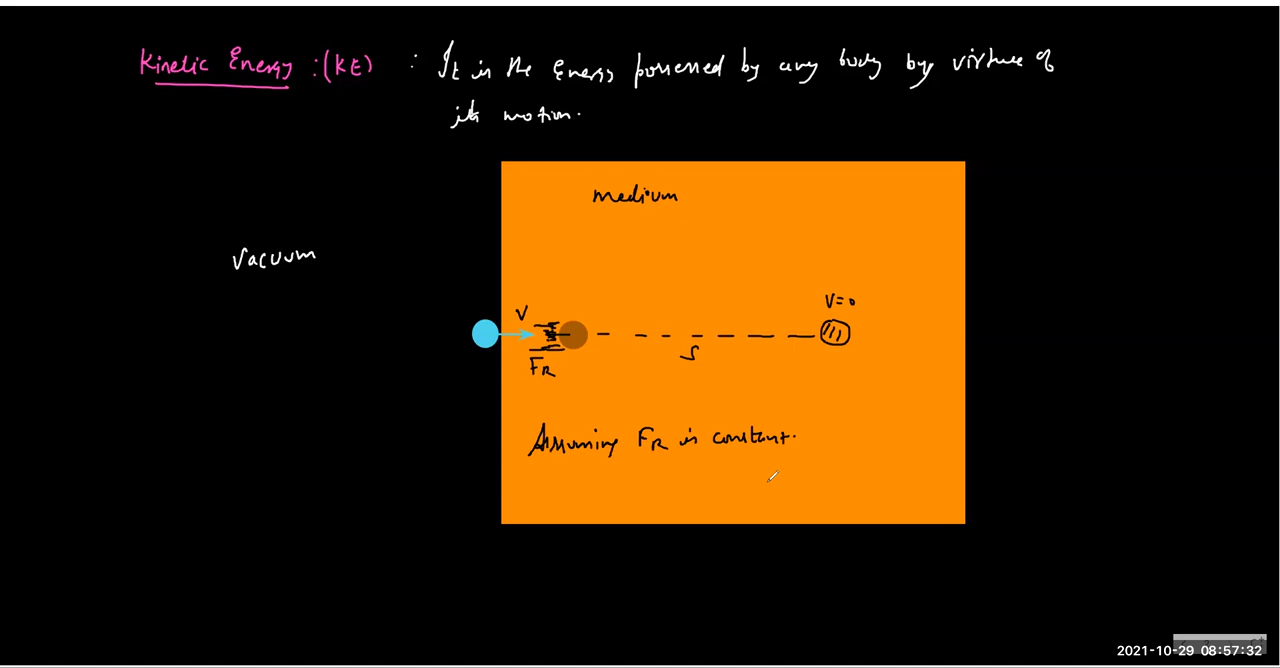 Kinetic Energy :(KE) : It is the Energy possessed by any body by virtue of
its motion.
medium
Vacuum
V
V=0
S
FR
Assuming FR is constant.
2021-10-29 08:57:32